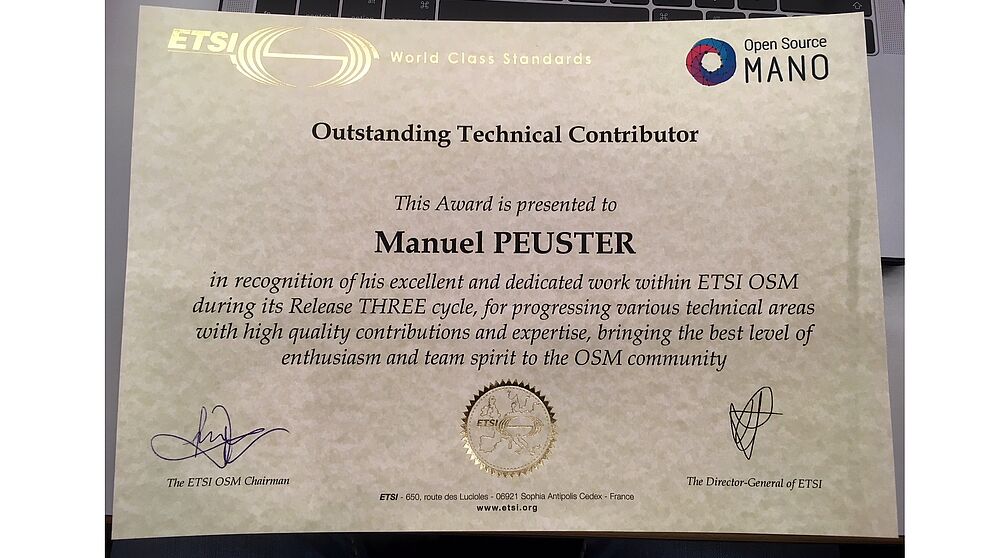 ETSI
World Class Standards
Open Source
MANO
Outstanding Technical Contributor
This Award is presented to
Manuel PEUSTER
in recognition of his excellent and dedicated work within ETSI OSM
during its Release THREE cycle, for progressing various technical areas
with high quality contributions and expertise, bringing the best level of
enthusiasm and team spirit to the OSM community
ETSI
The ETSI OSM Chairman
The Director-General of ETSI
ETSI - 650, route des Lucioles - 06921 Sophia Antipolis Cedex - France
www.etsi.org